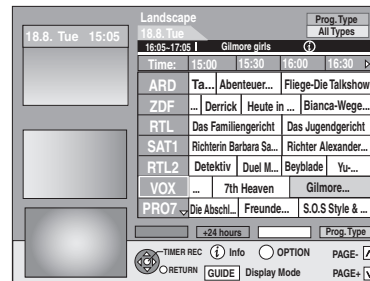 Landscape Prog.Type
18.8. Tue 15:05 18.8. Tue All Types
16:05~17:05 Gilmore girls
Time: 15:00 15:30 16:00 16:30
ARD Ta... Abenteuer... Fliege-Die Talkshow
ZDF ... Derrick Heute in ... Bianca-Wege...
RTL Das Familiengericht Das Jugendgericht
SAT1 Richterin Barbara Sa... Richter Alexander...
RTL2 Detektiv Duel M... Beyblade Yu-...
VOX ... 7th Heaven Gilmore...
PRO7 Die Abschl... Freunde... S.O.S Style & ...
+24 hours Prog.Type
TIMER REC i Info OPTION PAGE-
RETURN GUIDE Display Mode PAGE+